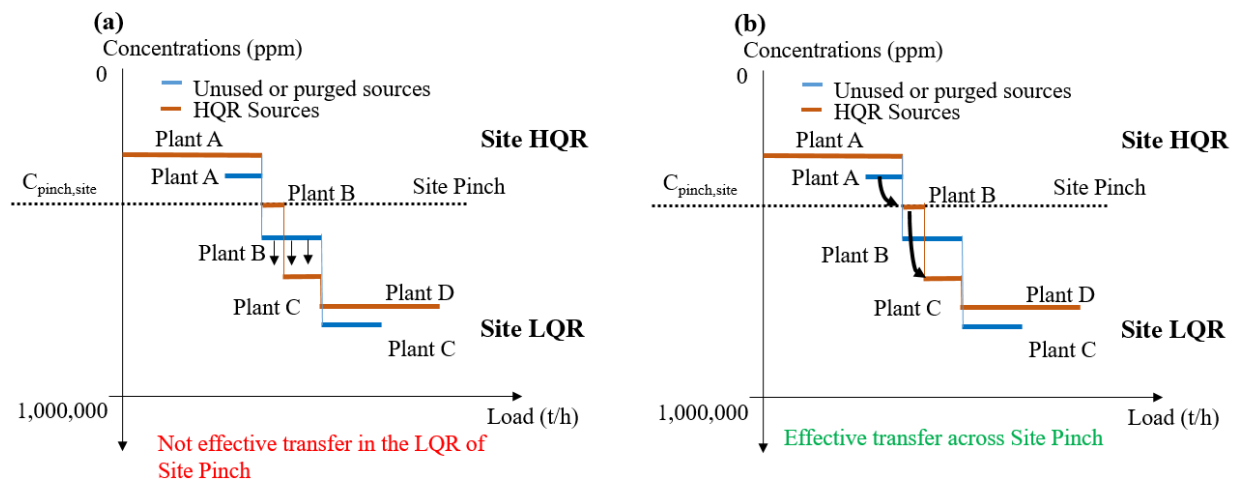 (a)
Concentrations (ppm)
0
Unused or purged sources
HQR Sources
Site HQR
Plant A
Plant A
C_pinch,site
Plant B
Site Pinch
Plant B
Plant C
Plant D
Site LQR
Plant C
1,000,000
Load (t/h)
Not effective transfer in the LQR of
Site Pinch
(b)
Concentrations (ppm)
0
Unused or purged sources
HQR Sources
Site HQR
Plant A
Plant A
C_pinch,site
Plant B
Site Pinch
Plant B
Plant C
Plant D
Site LQR
Plant C
1,000,000
Load (t/h)
Effective transfer across Site Pinch